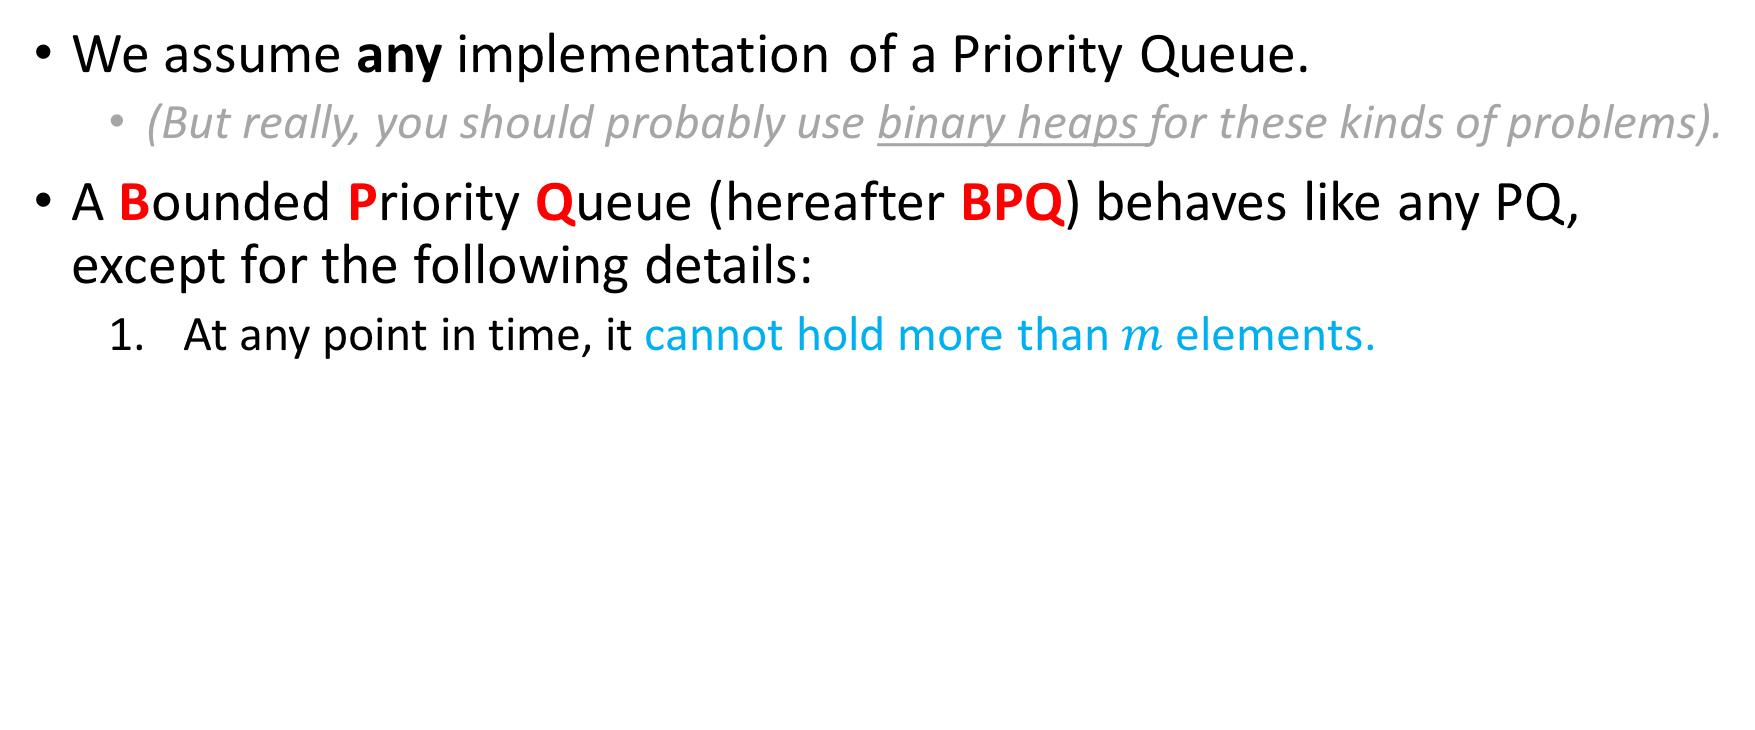 • We assume any implementation of a Priority Queue.
• (But really, you should probably use binary heaps for these kinds of problems).
• A Bounded Priority Queue (hereafter BPQ) behaves like any PQ,
except for the following details:
1. At any point in time, it cannot hold more than 𝑚 elements.